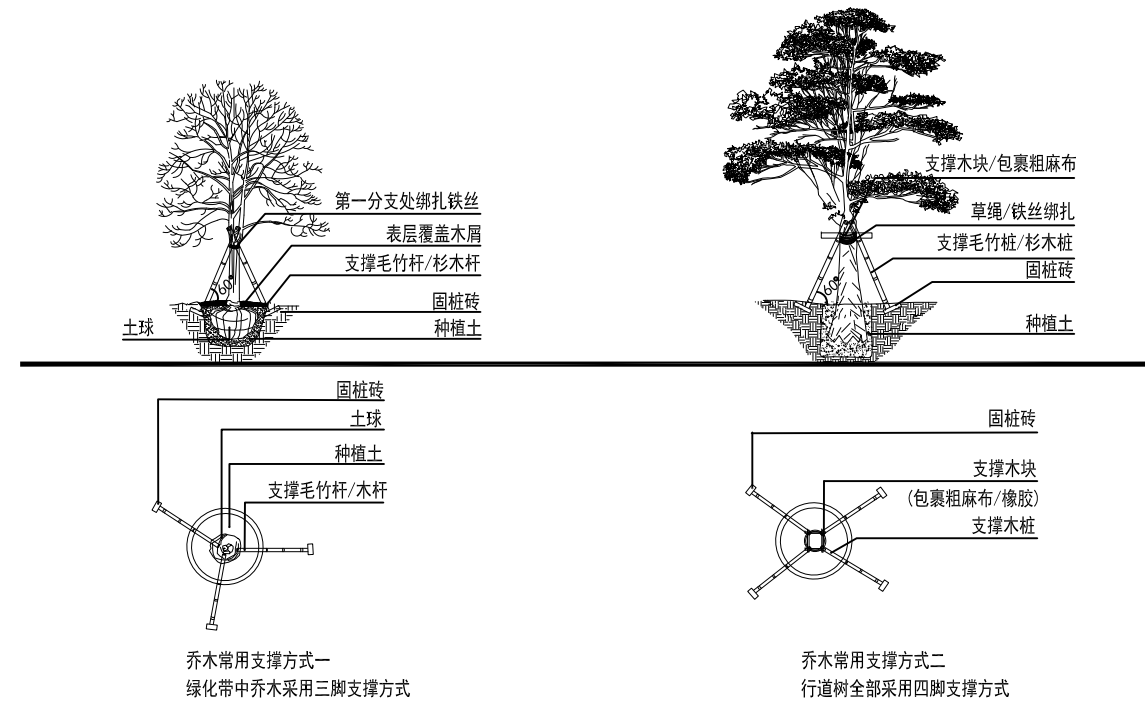 第一分支处绑扎铁丝
表层覆盖木屑
支撑毛竹杆/杉木杆
固桩砖
土球
种植土
60°
支撑木块/包裹粗麻布
草绳/铁丝绑扎
支撑毛竹桩/杉木桩
固桩砖
60°
种植土
固桩砖
土球
种植土
支撑毛竹杆/木杆
固桩砖
支撑木块
(包裹粗麻布/橡胶)
支撑木桩
乔木常用支撑方式一
绿化带中乔木采用三脚支撑方式
乔木常用支撑方式二
行道树全部采用四脚支撑方式